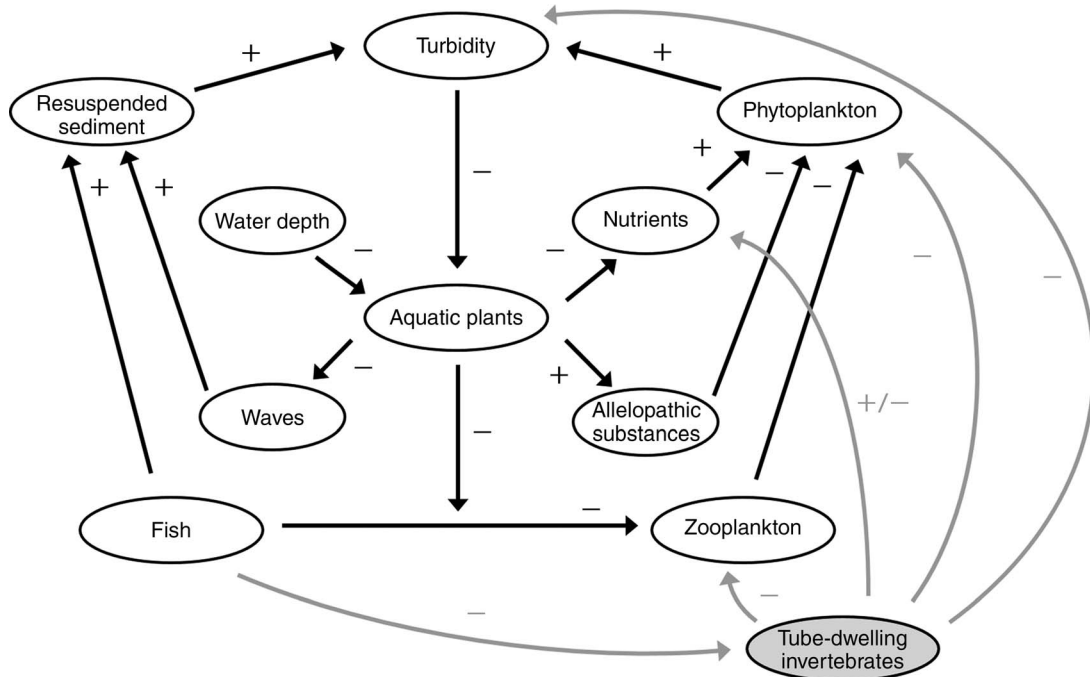 Turbidity
+
+
Resuspended
sediment
Phytoplankton
+
+
−
+
−
−
Water depth
Nutrients
−
−
−
−
Aquatic plants
−
+
+/−
Waves
Allelopathic
substances
−
−
Fish
Zooplankton
−
−
Tube-dwelling
invertebrates